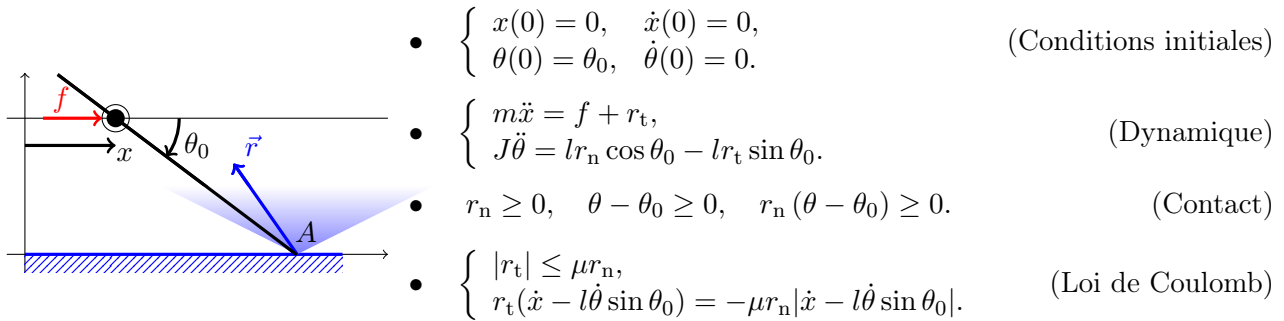 f
x
θ₀
r⃗
A
• { x(0) = 0, ẋ(0) = 0, (Conditions initiales)
θ(0) = θ₀, θ̇(0) = 0.
• { mẍ = f + rₜ, (Dynamique)
Jθ̈ = lrₙ cos θ₀ − lrₜ sin θ₀.
• rₙ ≥ 0, θ − θ₀ ≥ 0, rₙ (θ − θ₀) ≥ 0. (Contact)
• { |rₜ| ≤ μrₙ, (Loi de Coulomb)
rₜ(ẋ − lθ̇ sin θ₀) = −μrₙ|ẋ − lθ̇ sin θ₀|.